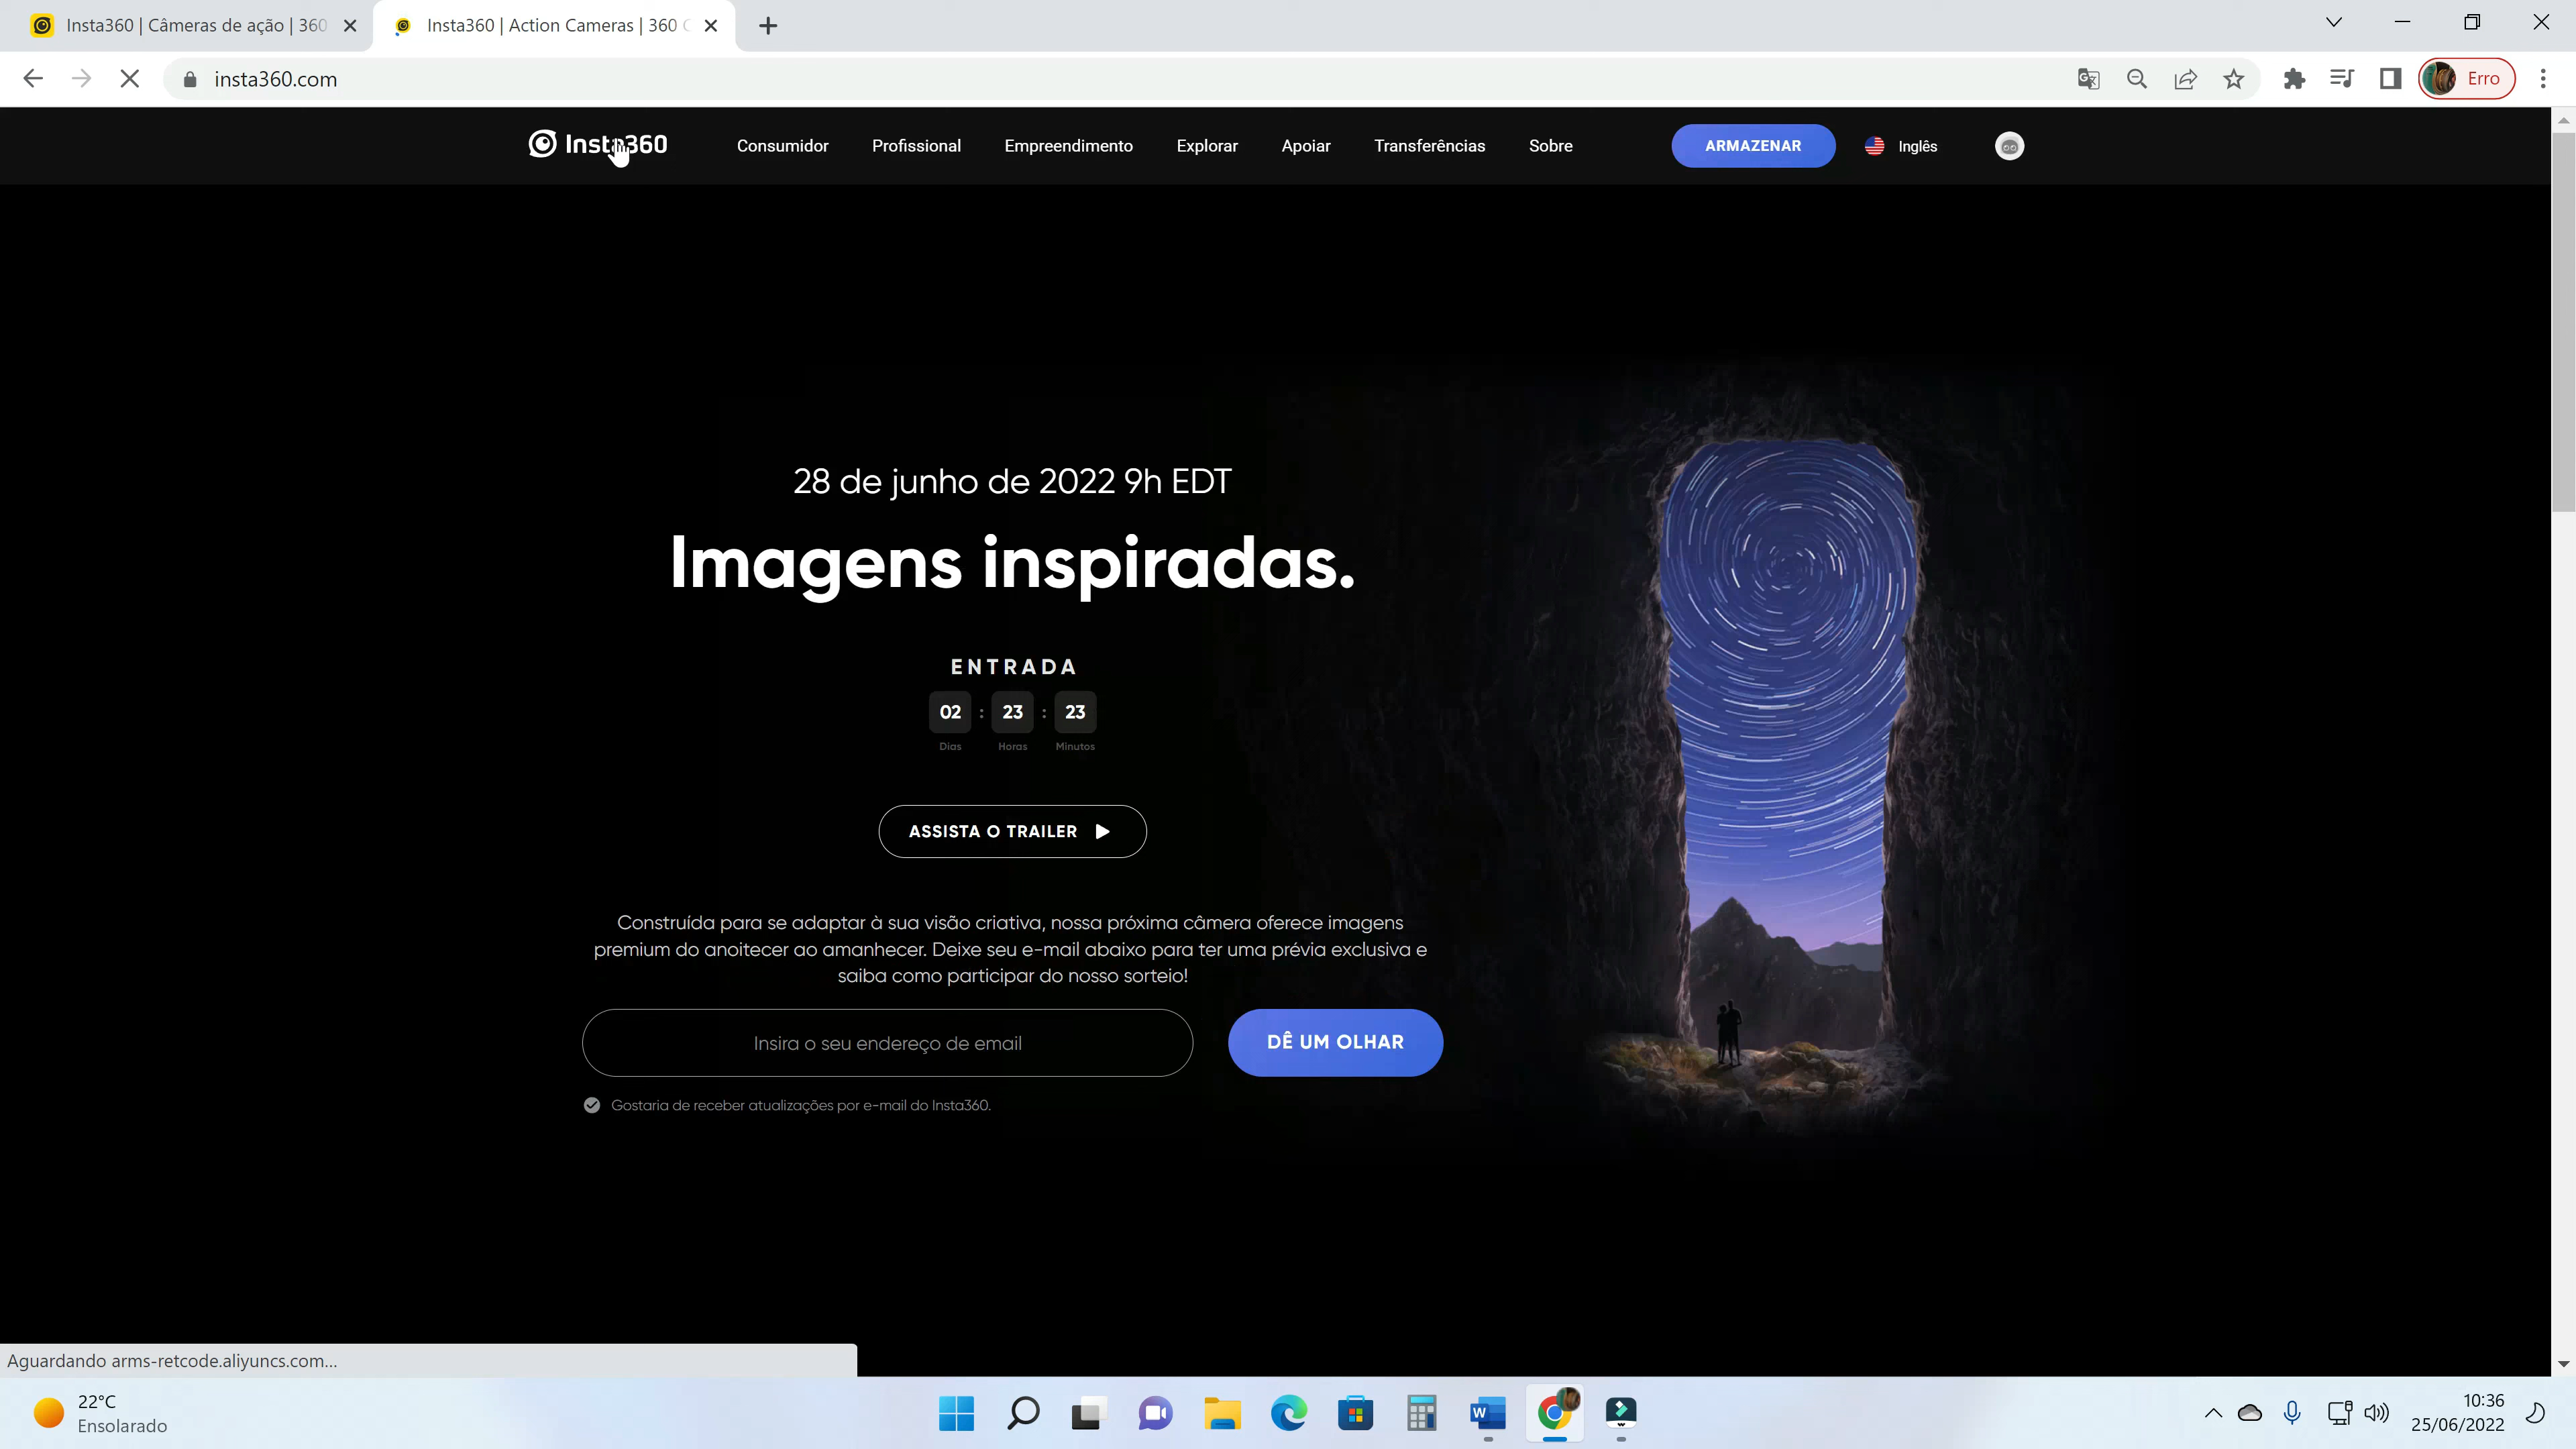 Insta360 | Câmeras de ação | 360
Insta360 | Action Cameras | 360 C
insta360.com
Erro
Insta360
Consumidor
Profissional
Empreendimento
Explorar
Apoiar
Transferências
Sobre
ARMAZENAR
Inglês
28 de junho de 2022 9h EDT
Imagens inspiradas.
ENTRADA
02 : 23 : 23
Dias Horas Minutos
ASSISTA O TRAILER
Construída para se adaptar à sua visão criativa, nossa próxima câmera oferece imagens
premium do anoitecer ao amanhecer. Deixe seu e-mail abaixo para ter uma prévia exclusiva e
saiba como participar do nosso sorteio!
Insira o seu endereço de email
DÊ UM OLHAR
Gostaria de receber atualizações por e-mail do Insta360.
Aguardando arms-retcode.aliyuncs.com...
22°C
Ensolarado
10:36
25/06/2022